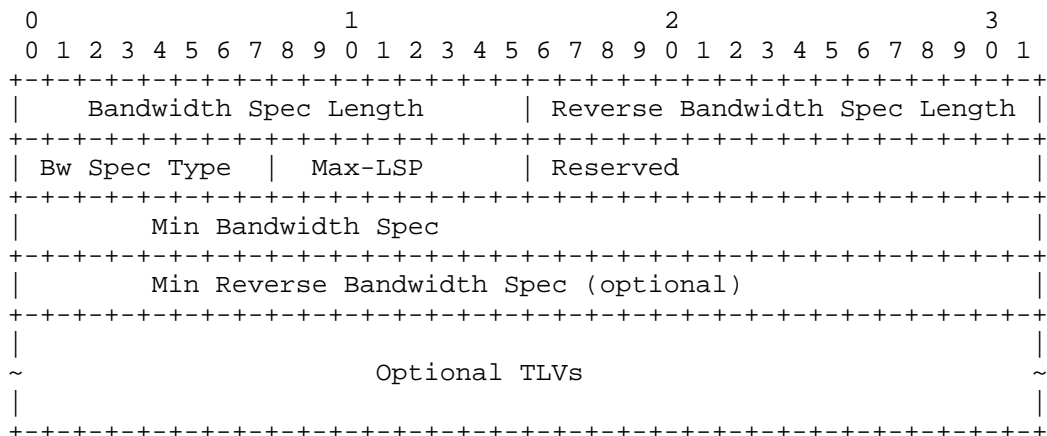 0                   1                   2                   3
 0 1 2 3 4 5 6 7 8 9 0 1 2 3 4 5 6 7 8 9 0 1 2 3 4 5 6 7 8 9 0 1
+-+-+-+-+-+-+-+-+-+-+-+-+-+-+-+-+-+-+-+-+-+-+-+-+-+-+-+-+-+-+-+-+
|    Bandwidth Spec Length      | Reverse Bandwidth Spec Length |
+-+-+-+-+-+-+-+-+-+-+-+-+-+-+-+-+-+-+-+-+-+-+-+-+-+-+-+-+-+-+-+-+
| Bw Spec Type  |  Max-LSP      | Reserved                      |
+-+-+-+-+-+-+-+-+-+-+-+-+-+-+-+-+-+-+-+-+-+-+-+-+-+-+-+-+-+-+-+-+
|        Min Bandwidth Spec                                     |
+-+-+-+-+-+-+-+-+-+-+-+-+-+-+-+-+-+-+-+-+-+-+-+-+-+-+-+-+-+-+-+-+
|        Min Reverse Bandwidth Spec (optional)                  |
+-+-+-+-+-+-+-+-+-+-+-+-+-+-+-+-+-+-+-+-+-+-+-+-+-+-+-+-+-+-+-+-+
|                                                               |
~                      Optional TLVs                            ~
|                                                               |
+-+-+-+-+-+-+-+-+-+-+-+-+-+-+-+-+-+-+-+-+-+-+-+-+-+-+-+-+-+-+-+-+